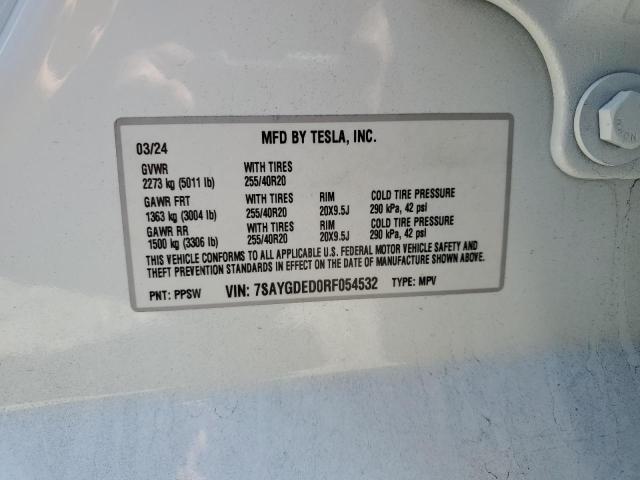 03/24 MFD BY TESLA, INC.
GVWR WITH TIRES
2273 kg (5011 lb) 255/40R20
GAWR FRT WITH TIRES RIM COLD TIRE PRESSURE
1363 kg (3004 lb) 255/40R20 20X9.5J 290 kPa, 42 psi
GAWR RR WITH TIRES RIM COLD TIRE PRESSURE
1500 kg (3306 lb) 255/40R20 20X9.5J 290 kPa, 42 psi
THIS VEHICLE CONFORMS TO ALL APPLICABLE U.S. FEDERAL MOTOR VEHICLE SAFETY AND
THEFT PREVENTION STANDARDS IN EFFECT ON THE DATE OF MANUFACTURE SHOWN ABOVE.
PNT: PPSW VIN: 7SAYGDED0RF054532 TYPE: MPV